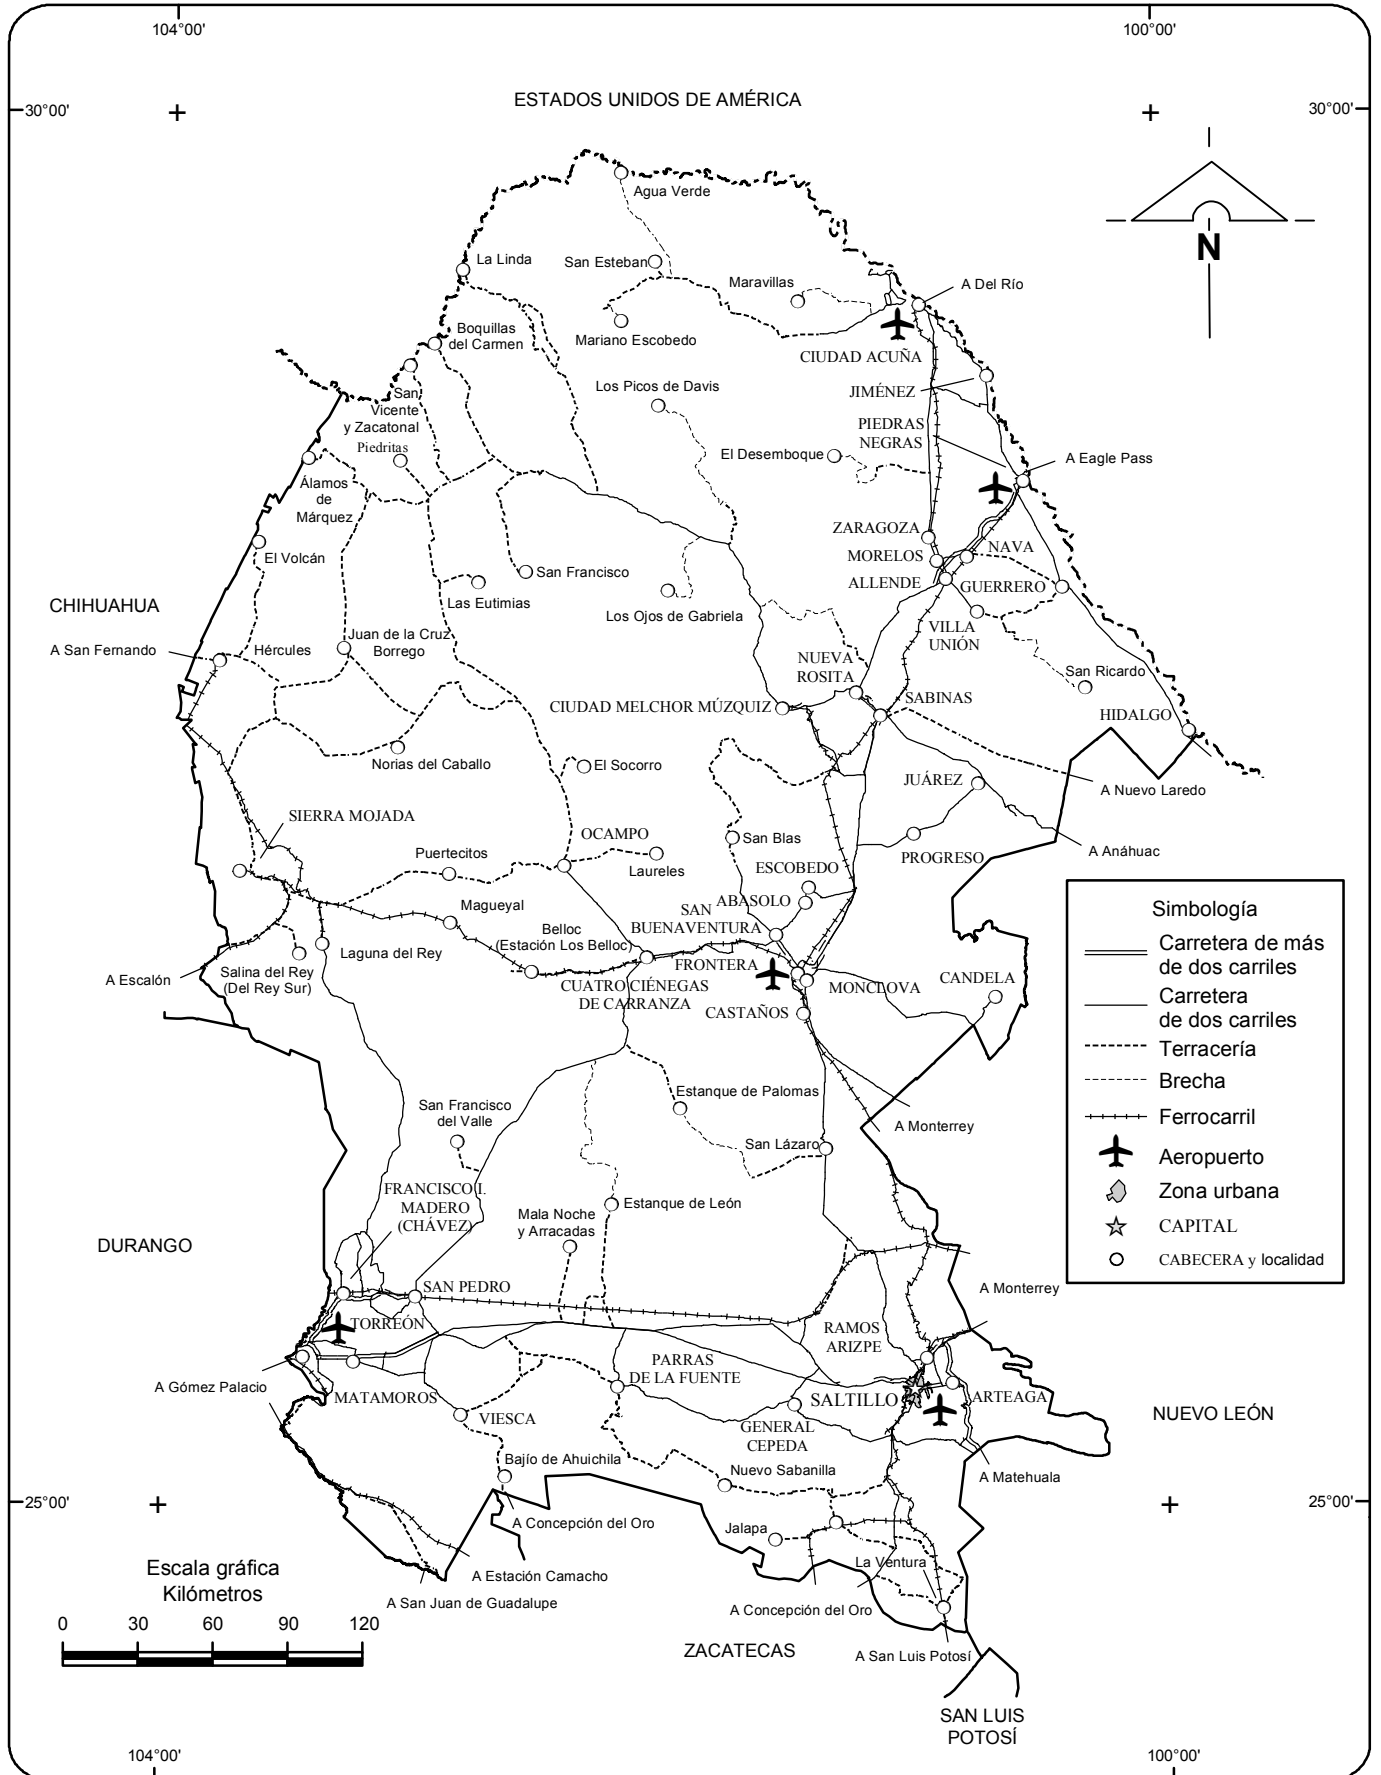 104°00'
100°00'
30°00'
30°00'
ESTADOS UNIDOS DE AMÉRICA
N
Agua Verde
La Linda
San Esteban
Maravillas
A Del Río
Boquillas
del Carmen
Mariano Escobedo
CIUDAD ACUÑA
San
Vicente
y Zacatonal
Los Picos de Davis
JIMÉNEZ
Piedritas
PIEDRAS
NEGRAS
El Desemboque
A Eagle Pass
Álamos
de
Márquez
ZARAGOZA
El Volcán
MORELOS
NAVA
San Francisco
ALLENDE
GUERRERO
CHIHUAHUA
Las Eutimias
Los Ojos de Gabriela
VILLA
UNIÓN
A San Fernando
Hércules
Juan de la Cruz
Borrego
NUEVA
ROSITA
San Ricardo
CIUDAD MELCHOR MÚZQUIZ
SABINAS
HIDALGO
Norias del Caballo
El Socorro
JUÁREZ
A Nuevo Laredo
SIERRA MOJADA
OCAMPO
San Blas
Puertecitos
Laureles
PROGRESO
A Anáhuac
ESCOBEDO
Magueyal
ABASOLO
SAN
BUENAVENTURA
Simbología
Belloc
(Estación Los Belloc)
Carretera de más
de dos carriles
Laguna del Rey
FRONTERA
A Escalón
Salina del Rey
(Del Rey Sur)
CUATRO CIÉNEGAS
DE CARRANZA
MONCLOVA
CANDELA
Carretera
de dos carriles
CASTAÑOS
Terracería
Brecha
Estanque de Palomas
San Francisco
del Valle
A Monterrey
Ferrocarril
San Lázaro
Aeropuerto
FRANCISCO I.
MADERO
(CHÁVEZ)
Zona urbana
Estanque de León
Mala Noche
y Arracadas
CAPITAL
DURANGO
CABECERA y localidad
SAN PEDRO
A Monterrey
TORREÓN
RAMOS
ARIZPE
PARRAS
DE LA FUENTE
A Gómez Palacio
MATAMOROS
SALTILLO
ARTEAGA
VIESCA
GENERAL
CEPEDA
NUEVO LEÓN
Bajío de Ahuichila
Nuevo Sabanilla
A Matehuala
25°00'
25°00'
A Concepción del Oro
Jalapa
La Ventura
Escala gráfica
Kilómetros
A Estación Camacho
A San Juan de Guadalupe
A Concepción del Oro
0 30 60 90 120
ZACATECAS
A San Luis Potosí
SAN LUIS
POTOSÍ
104°00'
100°00'